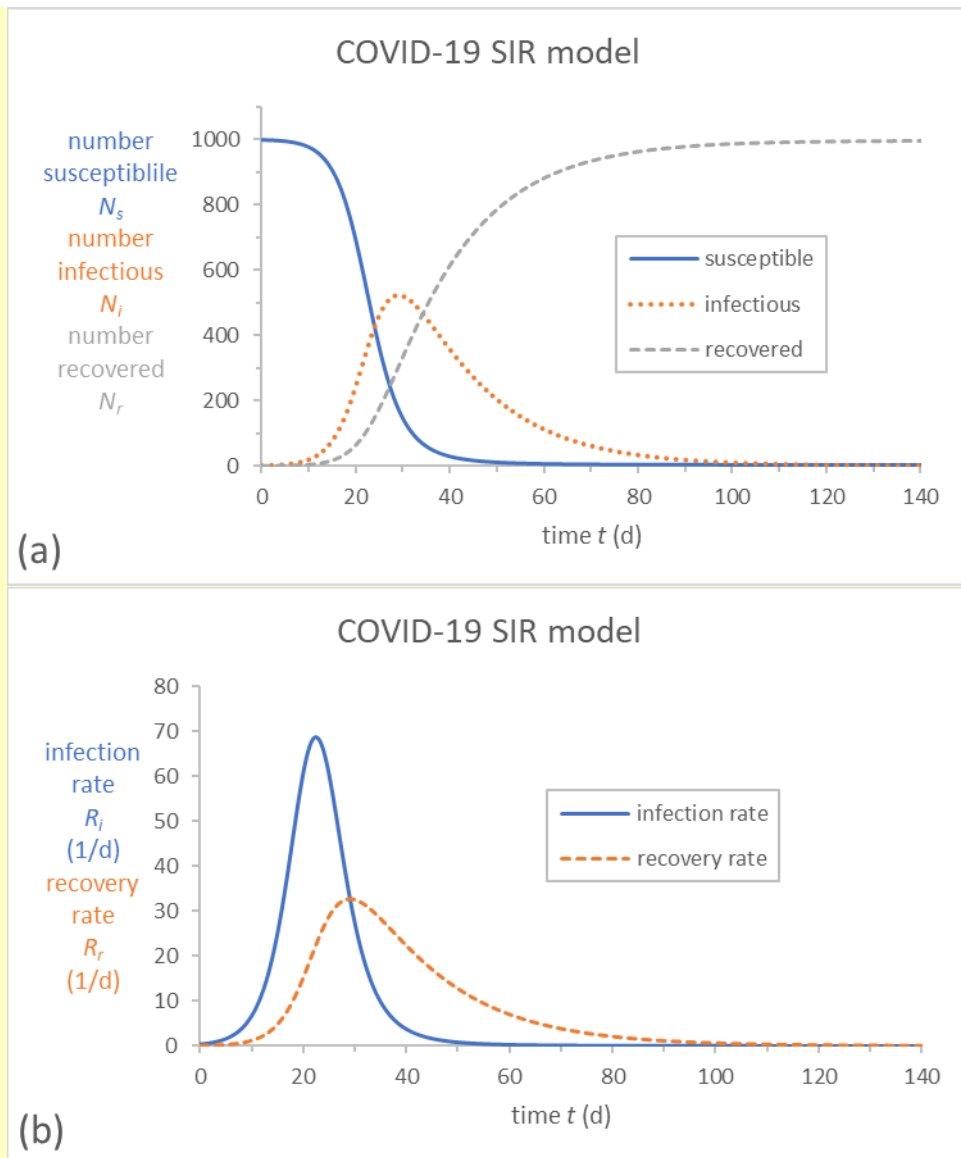 COVID-19 SIR model
number
susceptiblile
Ns
number
infectious
Ni
number
recovered
Nr
1000
800
600
400
200
0
susceptible
infectious
recovered
0 20 40 60 80 100 120 140
time t (d)
(a)
COVID-19 SIR model
infection
rate
Ri
(1/d)
recovery
rate
Rr
(1/d)
80
70
60
50
40
30
20
10
0
infection rate
recovery rate
0 20 40 60 80 100 120 140
time t (d)
(b)